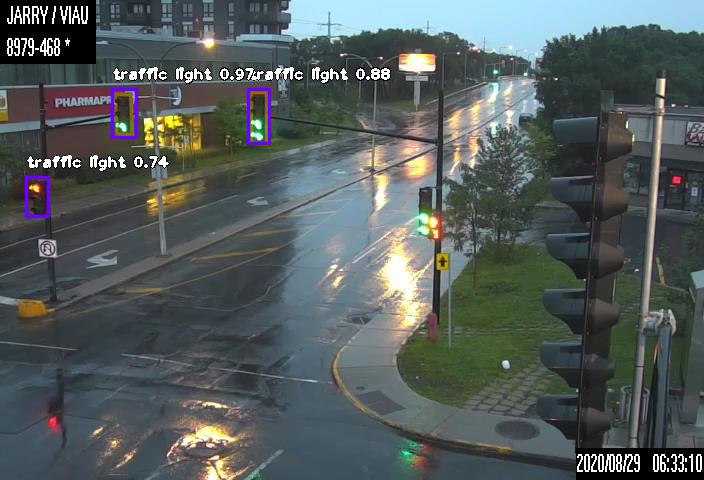 JARRY / VIAU
8979-468 *
traffic light 0.97
traffic light 0.88
PHARMAPR
traffic light 0.74
2020/08/29 06:33:10